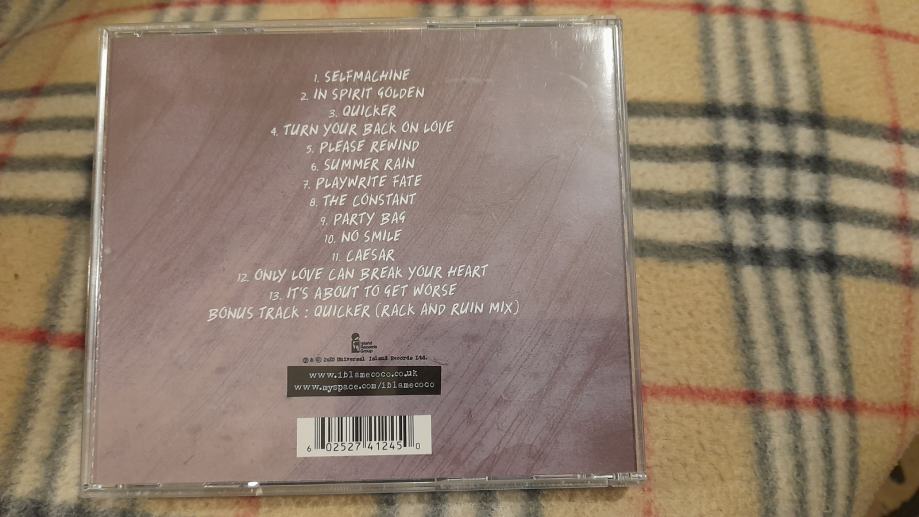 1. SELFMACHINE
2. IN SPIRIT GOLDEN
3. QUICKER
4. TURN YOUR BACK ON LOVE
5. PLEASE REWIND
6. SUMMER RAIN
7. PLAYWRITE FATE
8. THE CONSTANT
9. PARTY BAG
10. NO SMILE
11. CAESAR
12. ONLY LOVE CAN BREAK YOUR HEART
13. IT'S ABOUT TO GET WORSE
BONUS TRACK : QUICKER (RACK AND RUIN MIX)
Island
Records
Group
℗ & © Universal Island Records Ltd.
www.iblamecoco.co.uk
www.myspace.com/iblamecoco
6 02527 41245 0